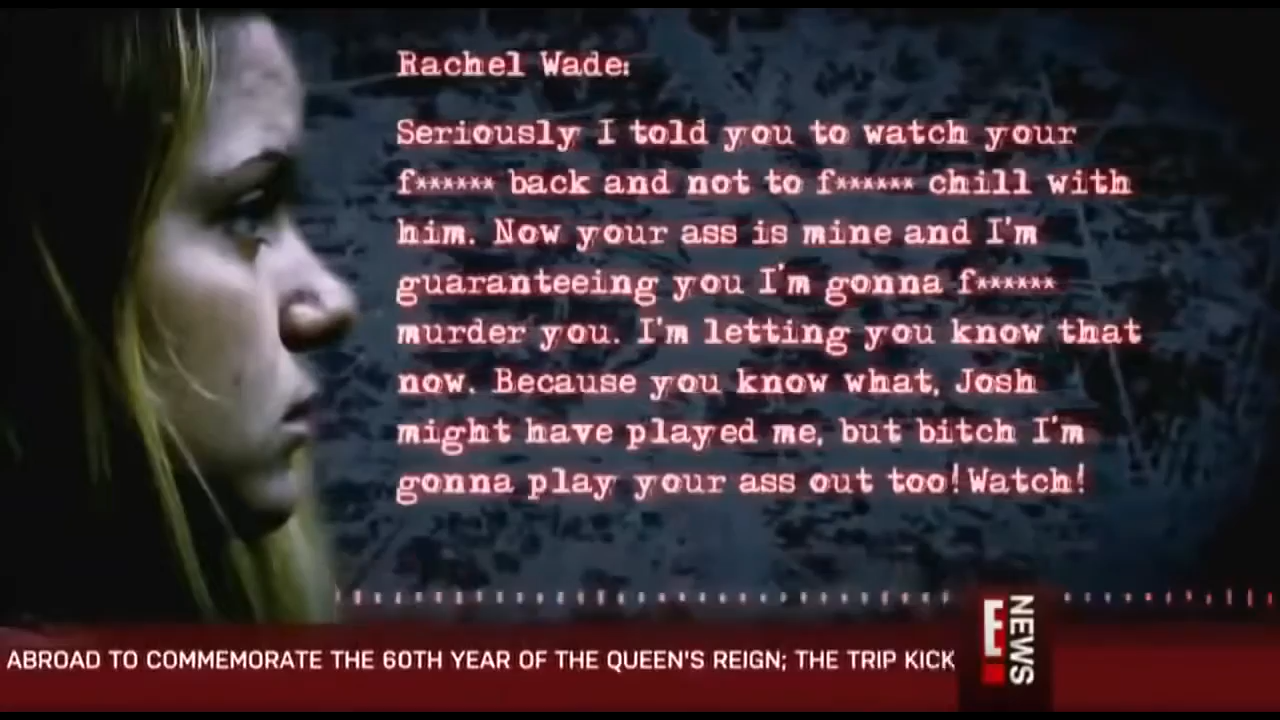 Rachel Wade:
Seriously I told you to watch your
f****** back and not to f****** chill with
him. Now your ass is mine and I'm
guaranteeing you I'm gonna f******
murder you. I'm letting you know that
now. Because you know what, Josh
might have played me, but bitch I'm
gonna play your ass out too! Watch!
ABROAD TO COMMEMORATE THE 60TH YEAR OF THE QUEEN'S REIGN; THE TRIP KICK
E! NEWS